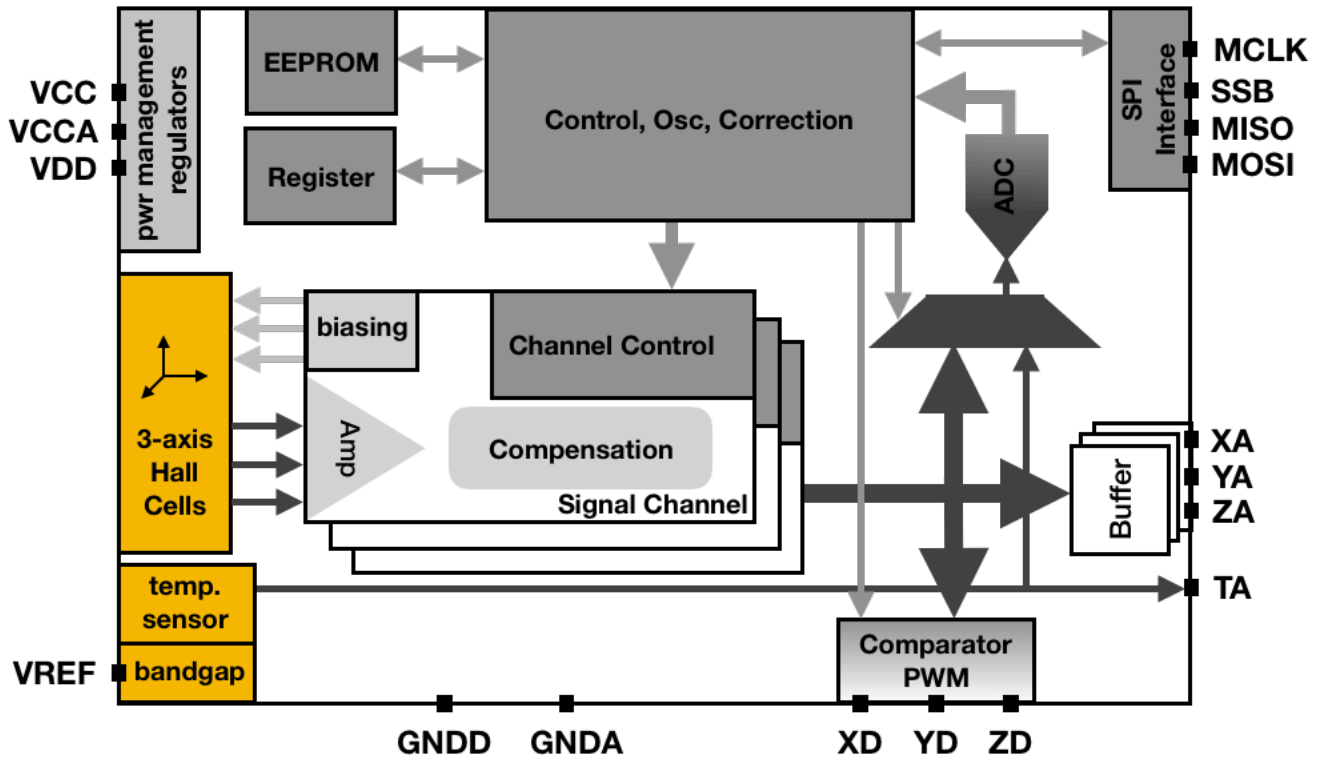 VCC
VCCA
VDD
pwr management
regulators
EEPROM
Register
Control, Osc, Correction
SPI
Interface
MCLK
SSB
MISO
MOSI
ADC
biasing
Channel Control
3-axis
Hall
Cells
Amp
Compensation
Signal Channel
Buffer
XA
YA
ZA
temp.
sensor
TA
VREF
bandgap
Comparator
PWM
GNDD
GNDA
XD
YD
ZD